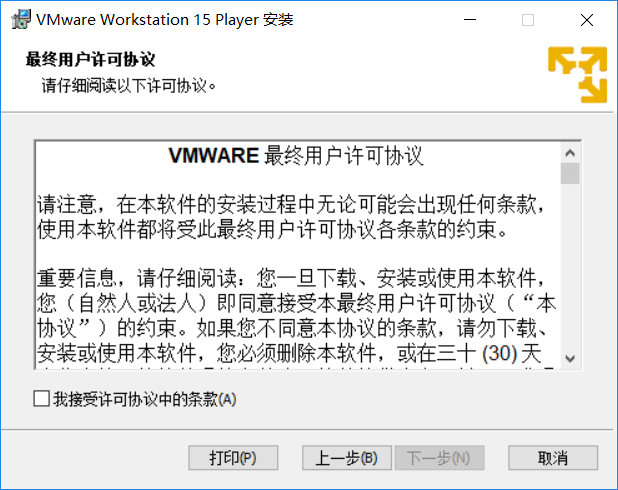 VMware Workstation 15 Player 安装
最终用户许可协议
请仔细阅读以下许可协议。
VMWARE 最终用户许可协议
请注意，在本软件的安装过程中无论可能会出现任何条款，
使用本软件都将受此最终用户许可协议各条款的约束。
重要信息，请仔细阅读：您一旦下载、安装或使用本软件，
您（自然人或法人）即同意接受本最终用户许可协议（“本
协议”）的约束。如果您不同意本协议的条款，请勿下载、
安装或使用本软件，您必须删除本软件，或在三十 (30) 天
我接受许可协议中的条款(A)
打印(P)
上一步(B)
下一步(N)
取消